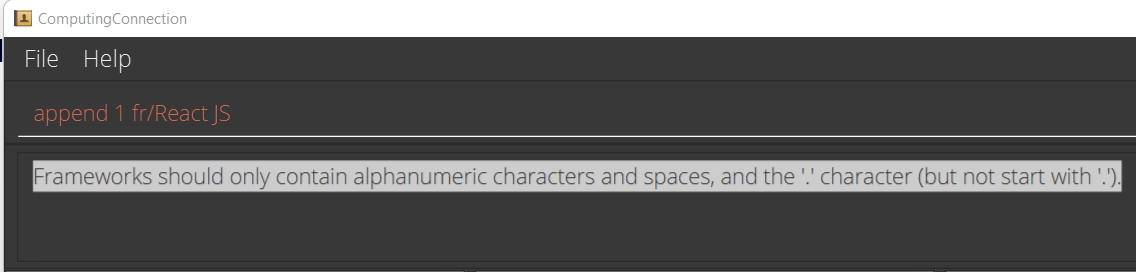 ComputingConnection
File Help
append 1 fr/React JS
Frameworks should only contain alphanumeric characters and spaces, and the '.' character (but not start with '.').